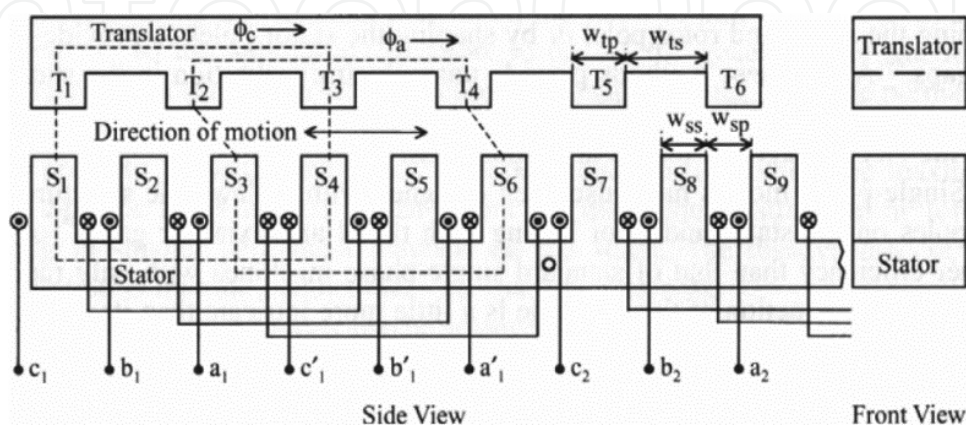 Translator ϕc ϕa wtp wts Translator
T1 T2 T3 T4 T5 T6
Direction of motion wss wsp
S1 S2 S3 S4 S5 S6 S7 S8 S9
Stator Stator
c1 b1 a1 c′1 b′1 a′1 c2 b2 a2
Side View Front View